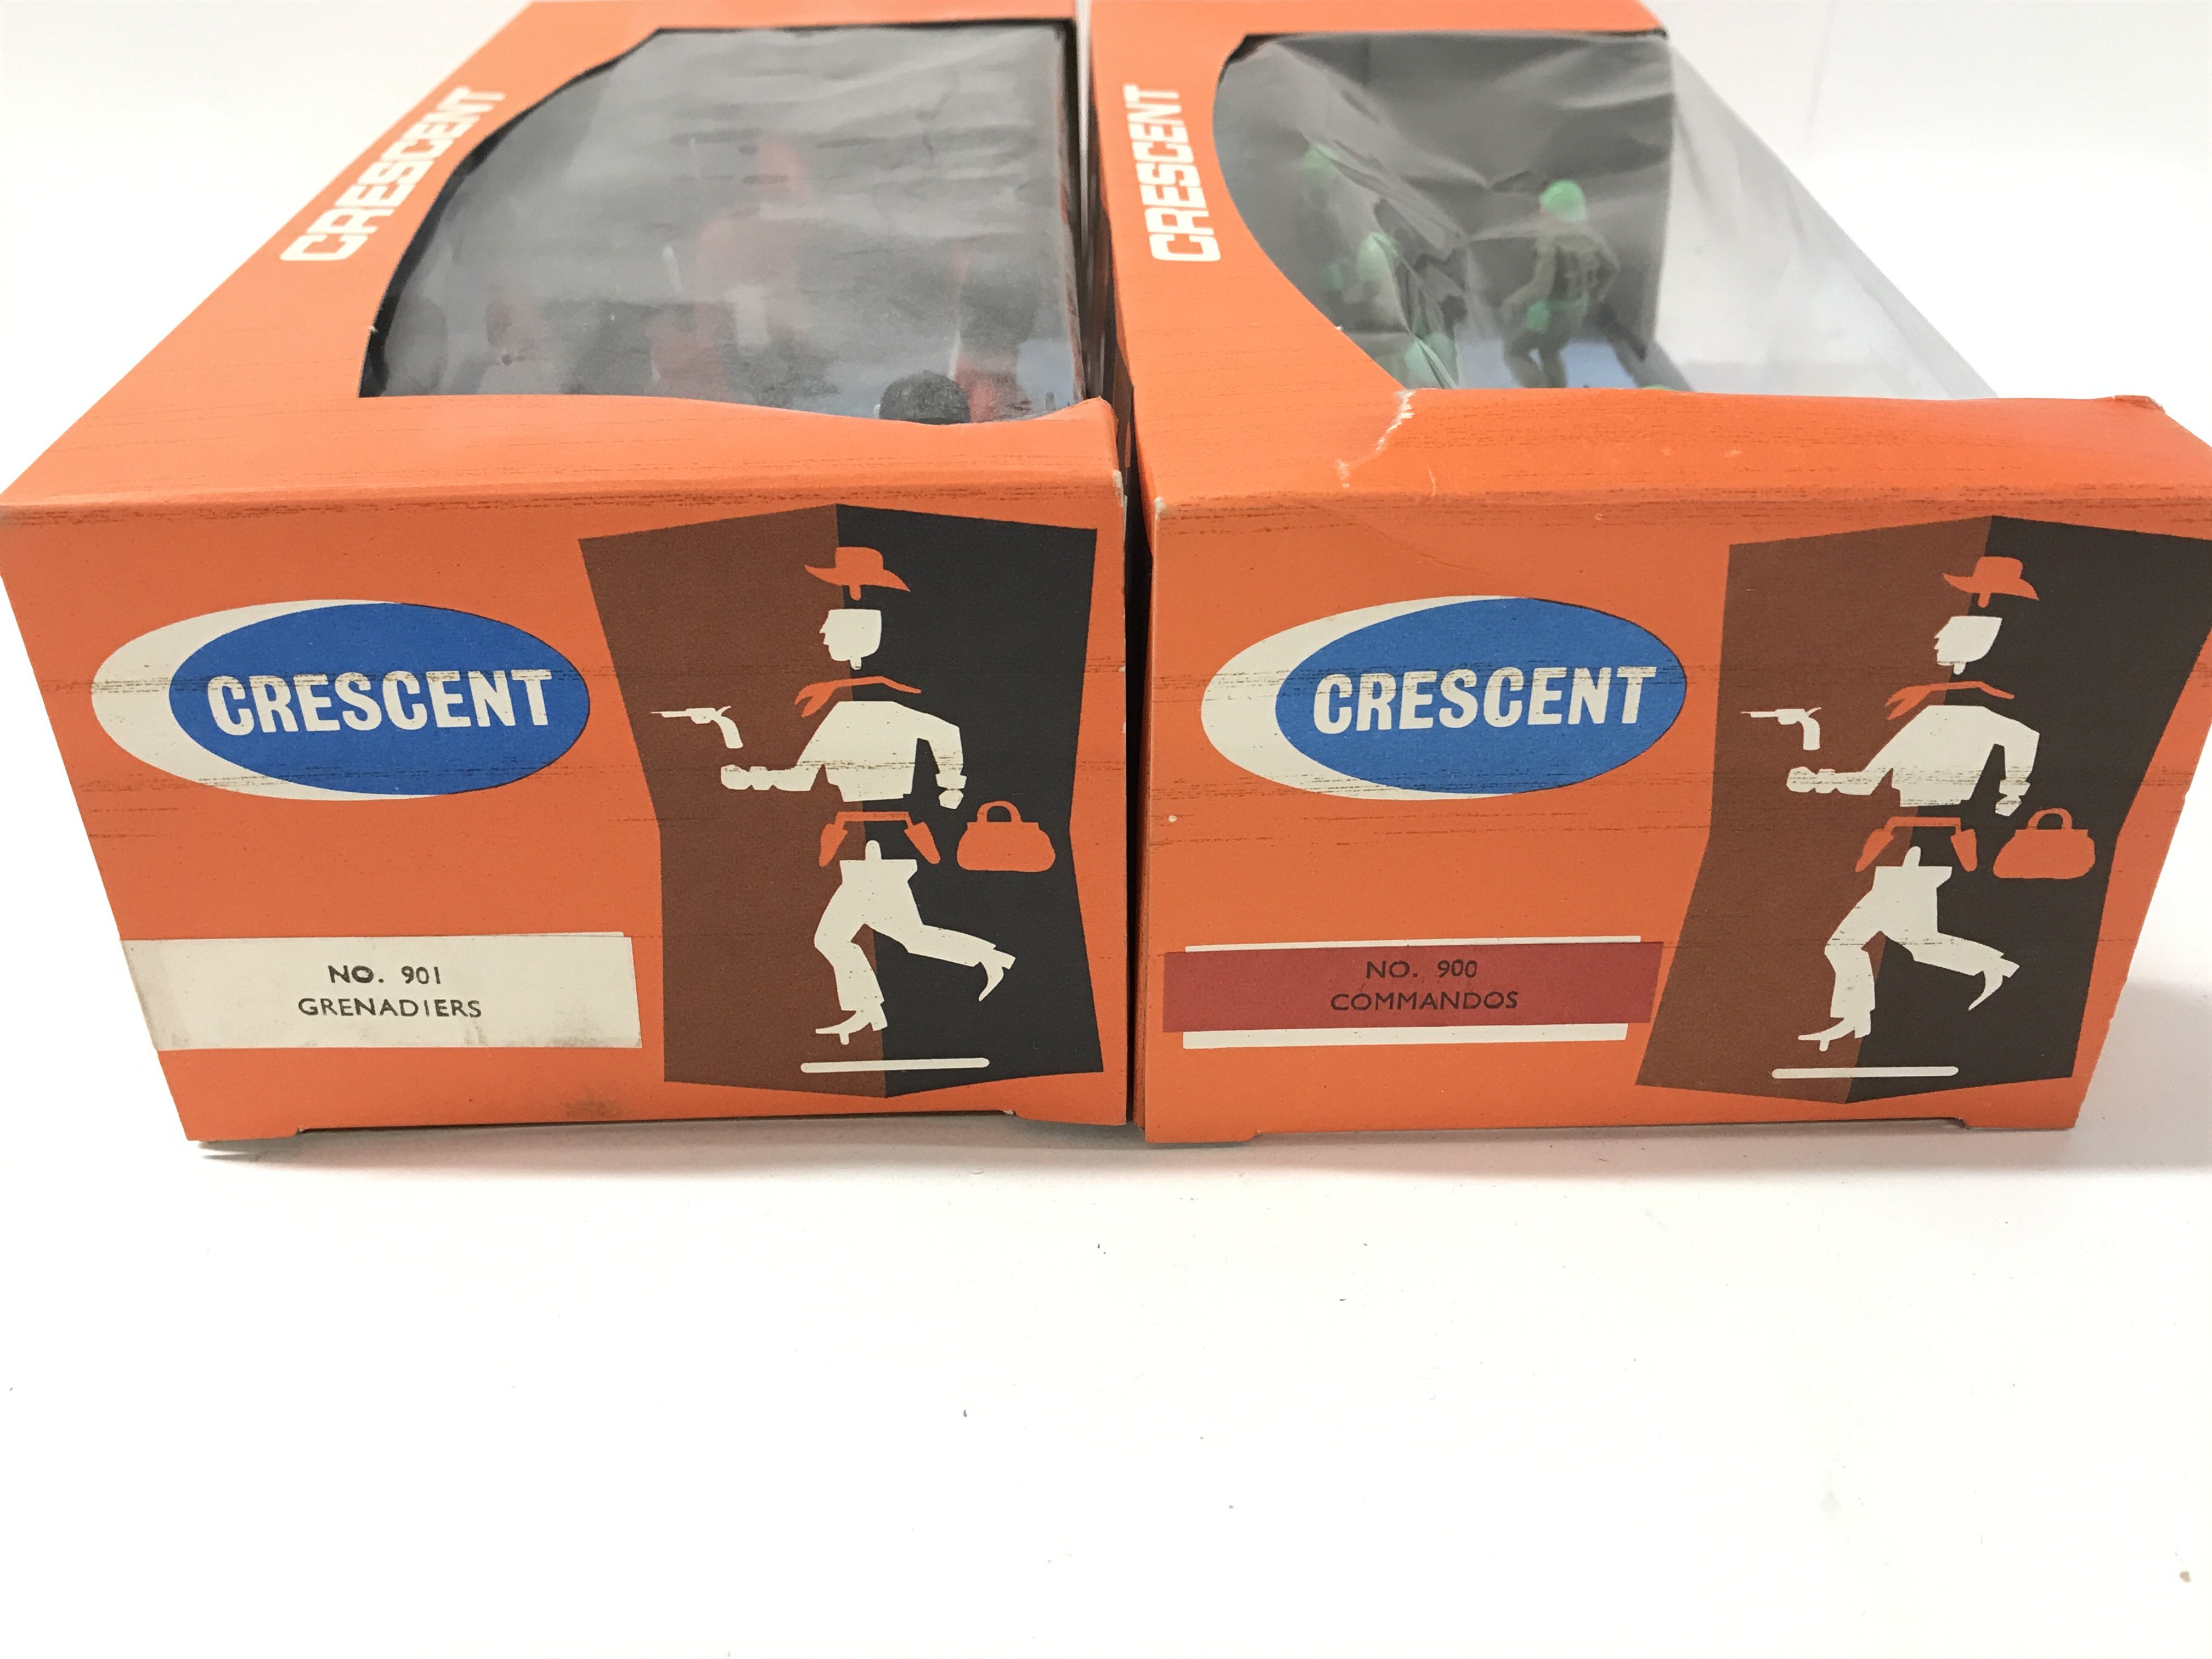 CRESCENT
CRESCENT
CRESCENT
NO. 901
GRENADIERS
CRESCENT
NO. 900
COMMANDOS